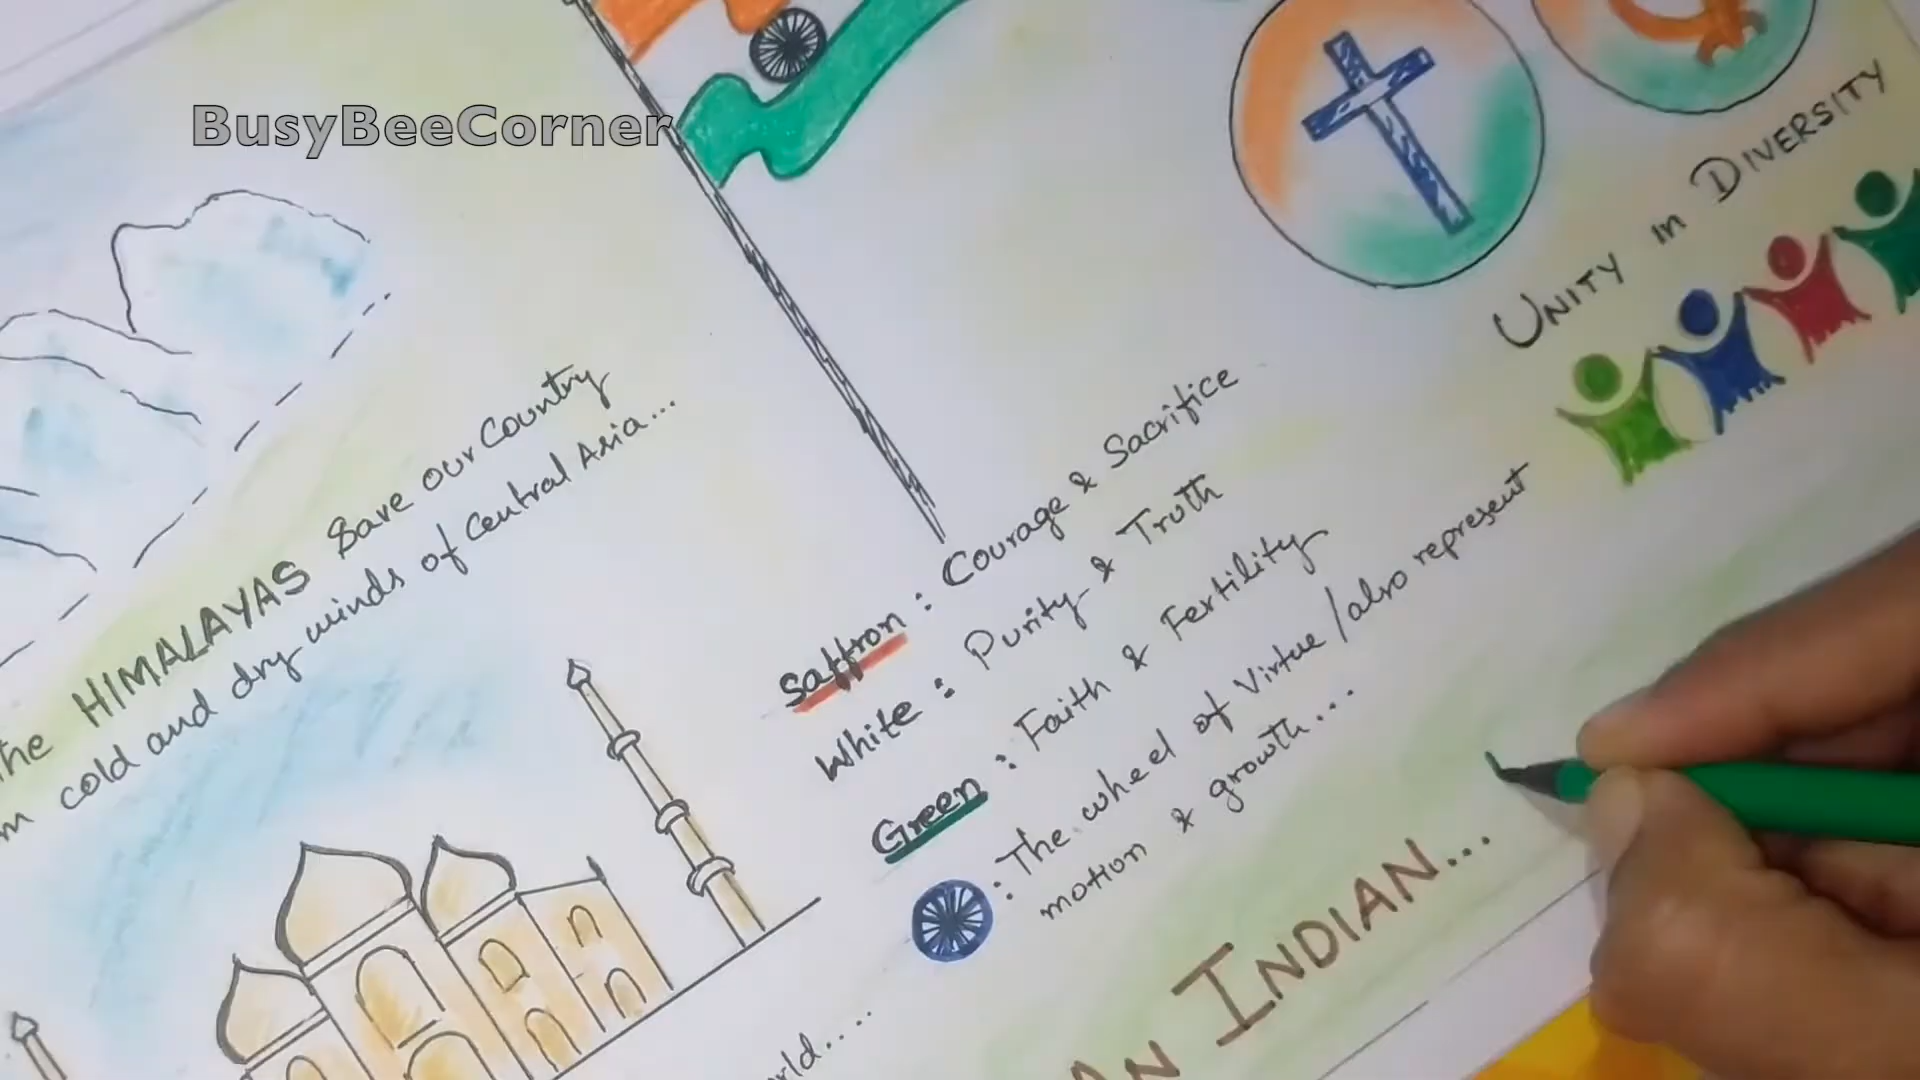 BusyBeeCorner
UNITY in DIVERSITY
The HIMALAYAS Save our Country
cold and dry winds of Central Asia...
Saffron : Courage & Sacrifice
White : Purity & Truth
Green : Faith & Fertility
: The wheel of Virtue / also represent
motion & growth...
AN INDIAN...